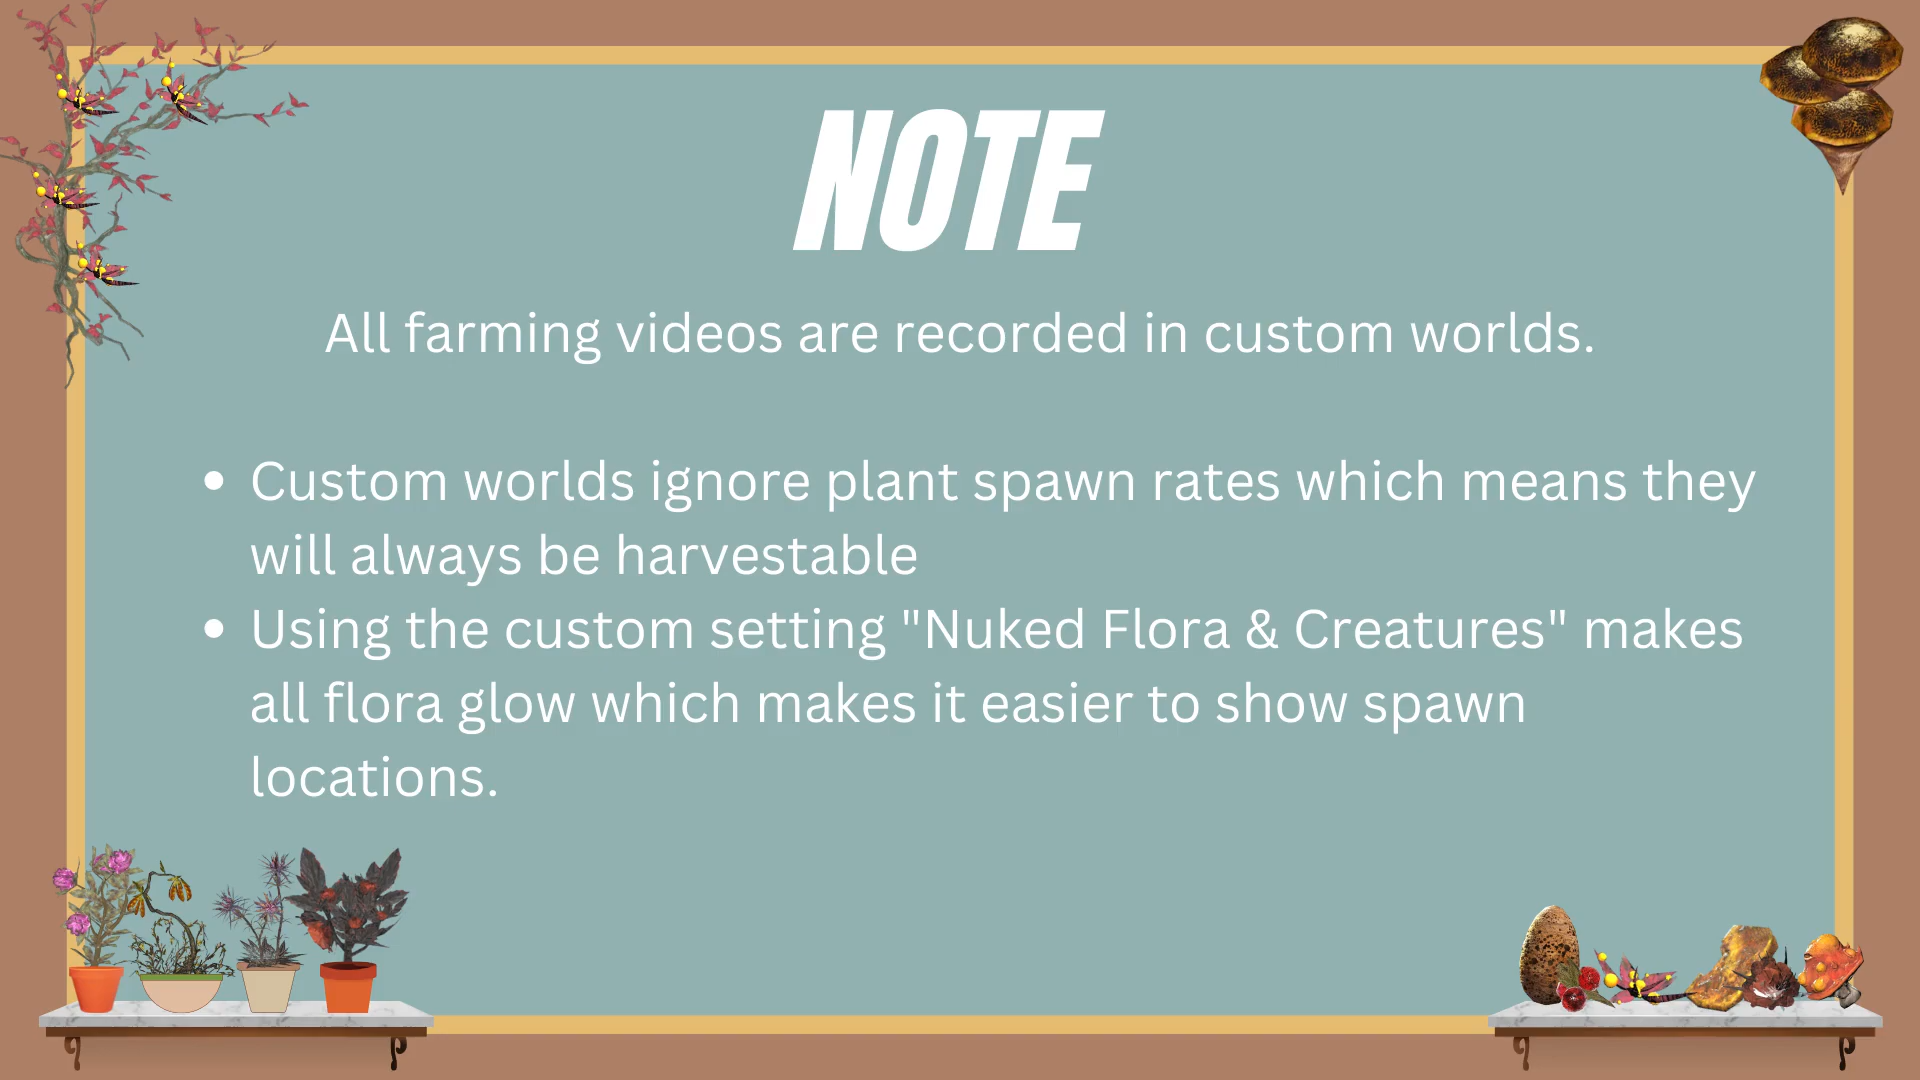 NOTE
All farming videos are recorded in custom worlds.
• Custom worlds ignore plant spawn rates which means they
will always be harvestable
• Using the custom setting "Nuked Flora & Creatures" makes
all flora glow which makes it easier to show spawn
locations.